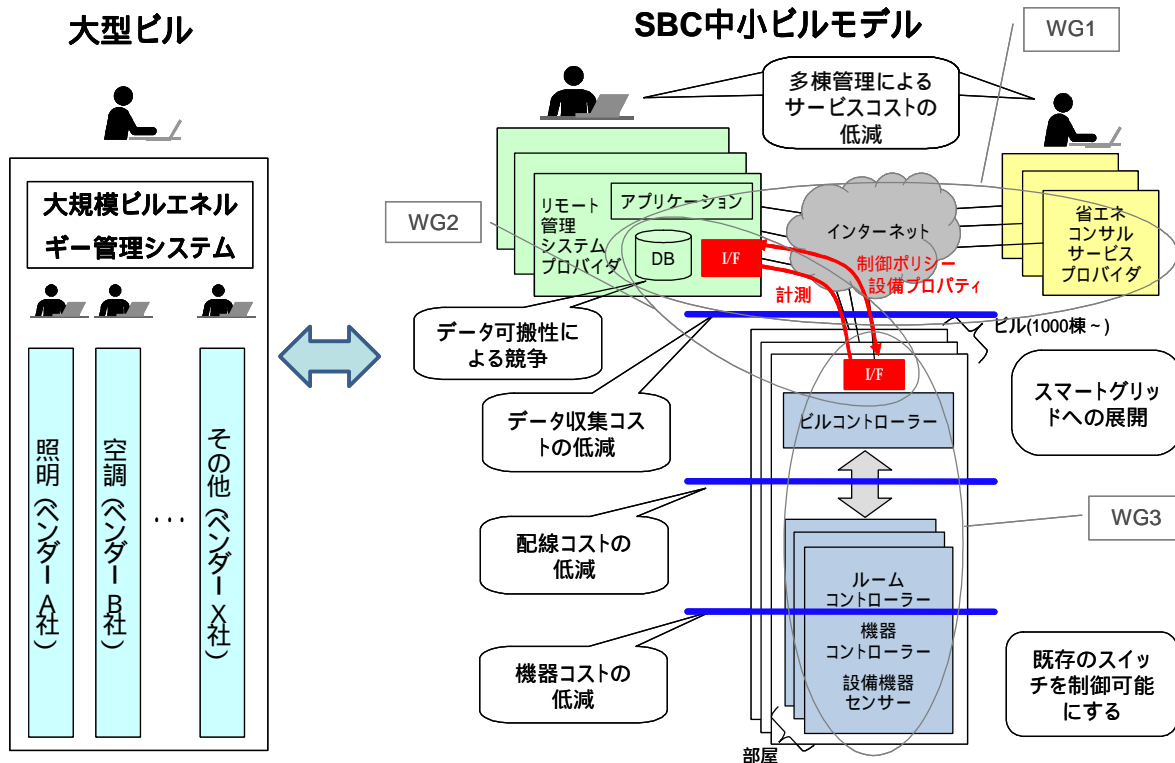 大型ビル
大規模ビルエネル
ギー管理システム
照明(ベンダーA社)
空調(ベンダーB社)
･･･
その他(ベンダーX社)
SBC中小ビルモデル
WG1
多棟管理による
サービスコストの
低減
WG2
アプリケーション
リモート
管理
システム
プロバイダ
DB
I/F
インターネット
制御ポリシー
設備プロパティ
計測
省エネ
コンサル
サービス
プロバイダ
データ可搬性に
よる競争
ビル(1000棟~)
I/F
スマートグリッ
ドへの展開
データ収集コス
トの低減
ビルコントローラー
WG3
配線コストの
低減
ルーム
コントローラー
機器
コントローラー
設備機器
センサー
機器コストの
低減
既存のスイッ
チを制御可能
にする
部屋